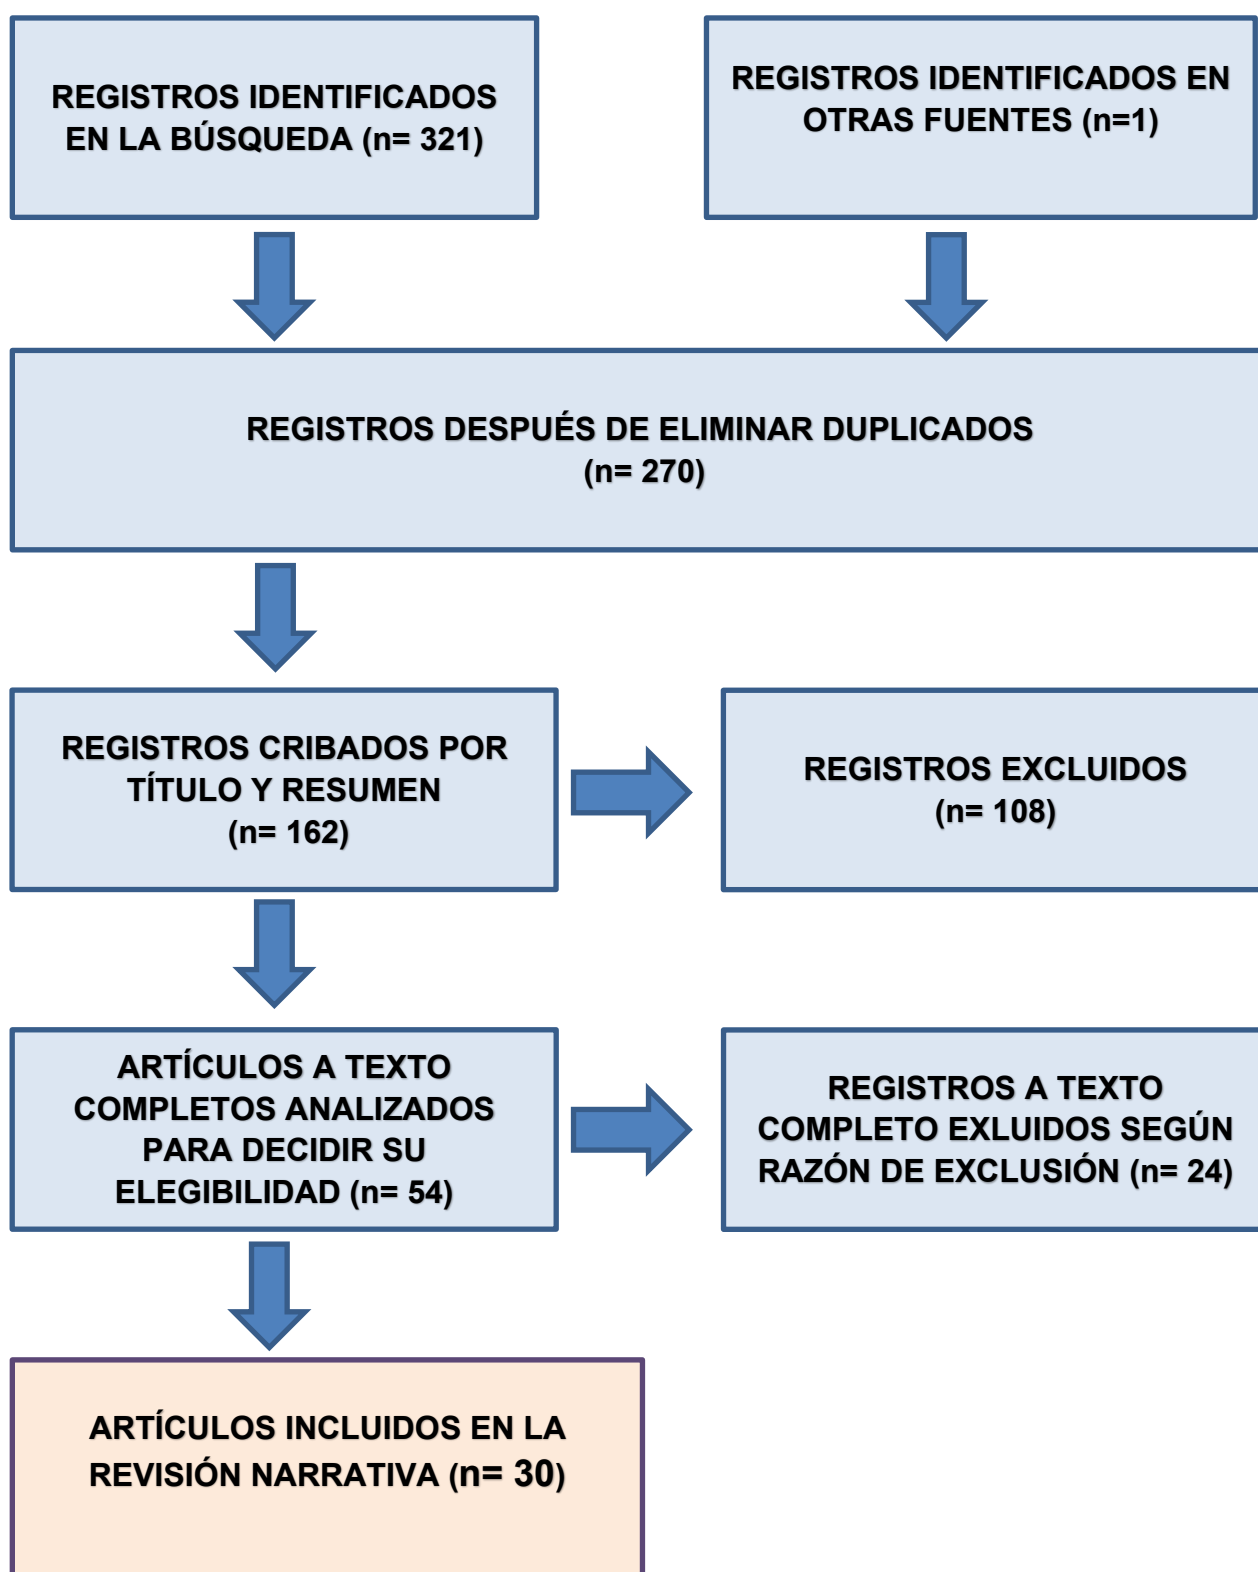 REGISTROS IDENTIFICADOS
EN LA BÚSQUEDA (n= 321)
REGISTROS IDENTIFICADOS EN
OTRAS FUENTES (n=1)
REGISTROS DESPUÉS DE ELIMINAR DUPLICADOS
(n= 270)
REGISTROS CRIBADOS POR
TÍTULO Y RESUMEN
(n= 162)
REGISTROS EXCLUIDOS
(n= 108)
ARTÍCULOS A TEXTO
COMPLETOS ANALIZADOS
PARA DECIDIR SU
ELEGIBILIDAD (n= 54)
REGISTROS A TEXTO
COMPLETO EXLUIDOS SEGÚN
RAZÓN DE EXCLUSIÓN (n= 24)
ARTÍCULOS INCLUIDOS EN LA
REVISIÓN NARRATIVA (n= 30)